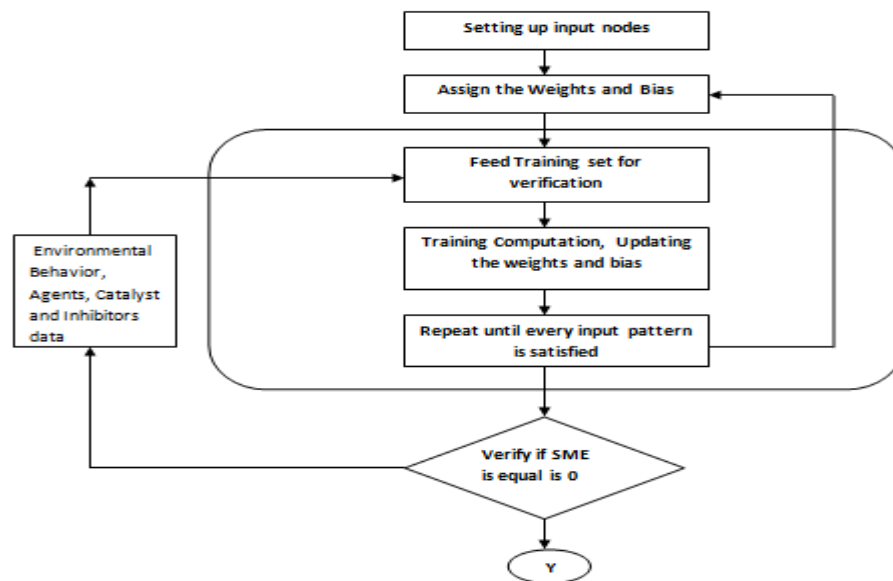 Setting up input nodes
Assign the Weights and Bias
Feed Training set for
verification
Training Computation, Updating
the weights and bias
Repeat until every input pattern
is satisfied
Environmental
Behavior,
Agents, Catalyst
and Inhibitors
data
Verify if SME
is equal is 0
Y